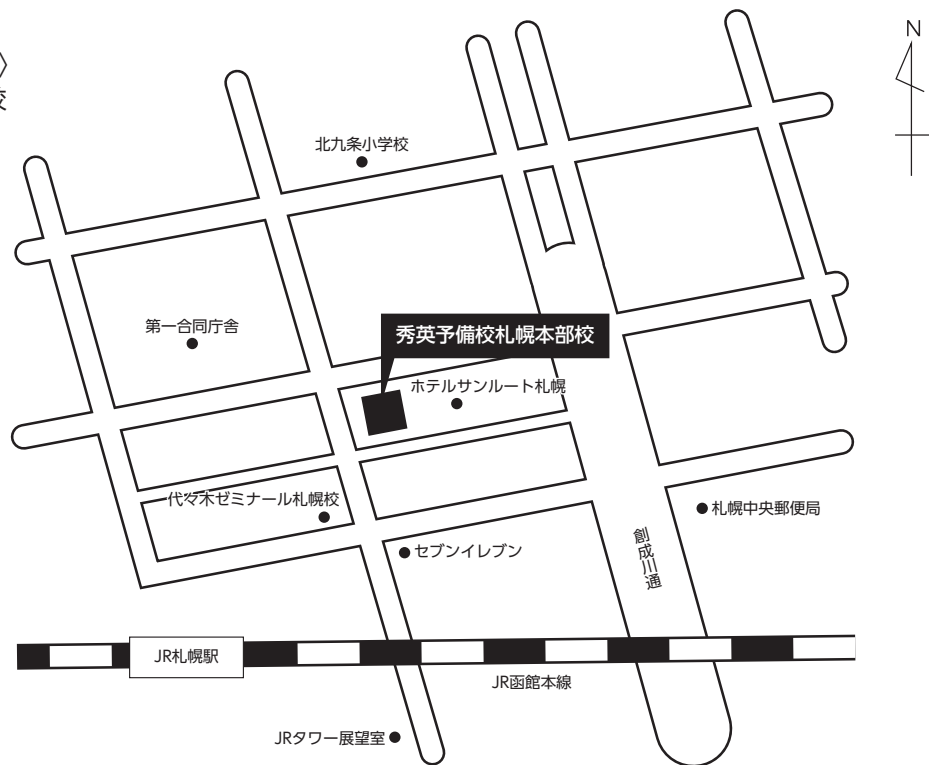 〉
校
N
北九条小学校
第一合同庁舎
秀英予備校札幌本部校
ホテルサンルート札幌
代々木ゼミナール札幌校
札幌中央郵便局
セブンイレブン
創成川通
JR札幌駅
JR函館本線
JRタワー展望室